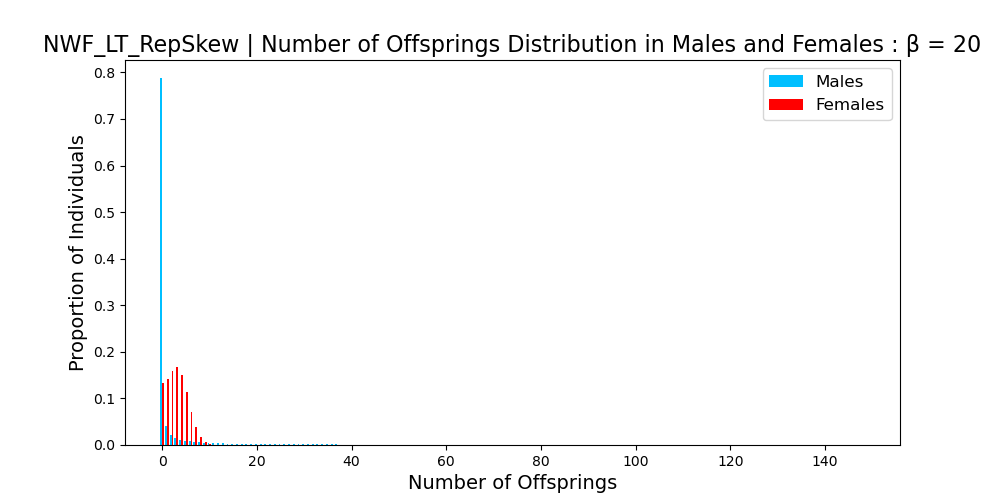 NWF_LT_RepSkew | Number of Offsprings Distribution in Males and Females : β = 20
Males
Females
Proportion of Individuals
0.8
0.7
0.6
0.5
0.4
0.3
0.2
0.1
0.0
0 20 40 60 80 100 120 140
Number of Offsprings